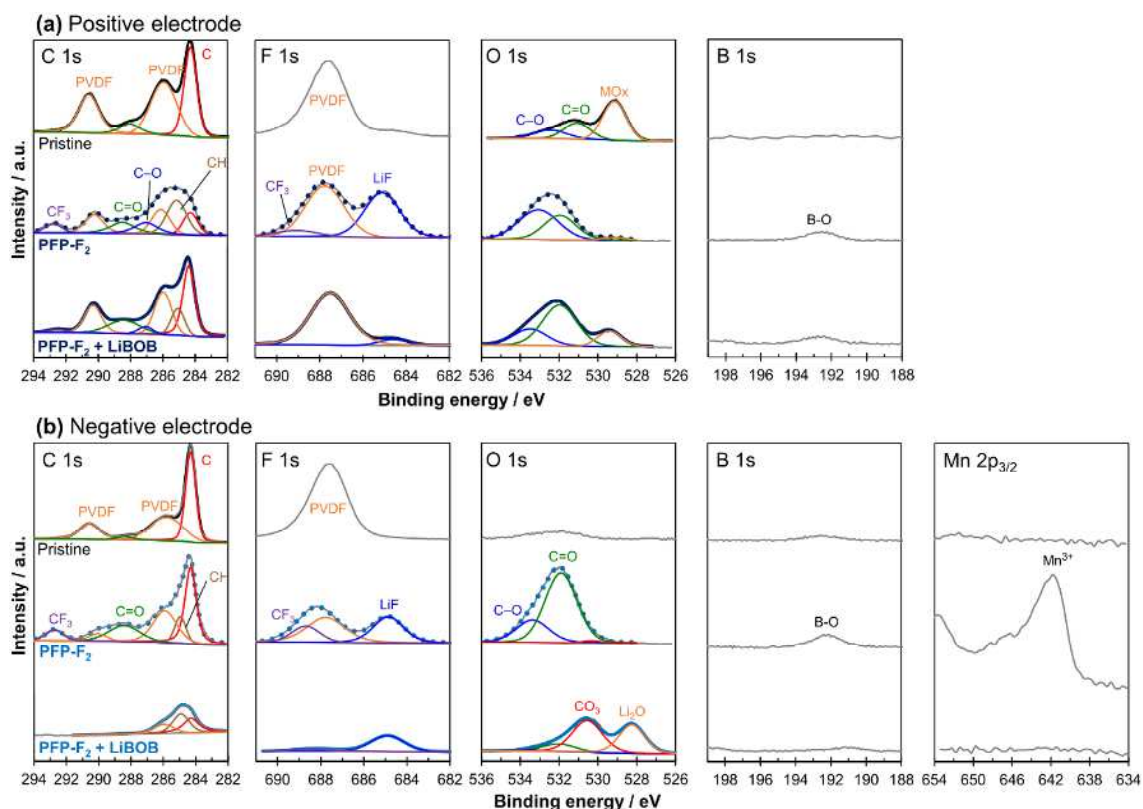 (a) Positive electrode
C 1s
C
PVDF
PVDF
Pristine
C–O
CH
C=O
CF₃
PFP-F₂
PFP-F₂ + LiBOB
294 292 290 288 286 284 282
F 1s
PVDF
PVDF
LiF
CF₃
690 688 686 684 682
O 1s
MOx
C=O
C–O
536 534 532 530 528 526
B 1s
B-O
198 196 194 192 190 188
Intensity / a.u.
Binding energy / eV
(b) Negative electrode
C 1s
C
PVDF
PVDF
Pristine
CH
C=O
CF₃
PFP-F₂
PFP-F₂ + LiBOB
294 292 290 288 286 284 282
F 1s
PVDF
CF₃
LiF
690 688 686 684 682
O 1s
C=O
C–O
CO₃
Li₂O
536 534 532 530 528 526
B 1s
B-O
198 196 194 192 190 188
Mn 2p₃/₂
Mn³⁺
654 650 646 642 638 634
Intensity / a.u.
Binding energy / eV